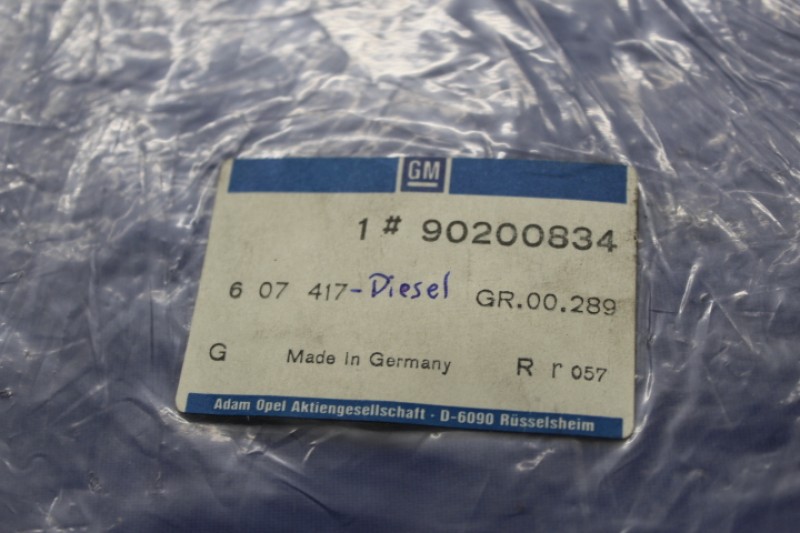 GM
1 # 90200834
6 07 417-Diesel GR.00.289
G Made in Germany R r 057
Adam Opel Aktiengesellschaft · D-6090 Rüsselsheim